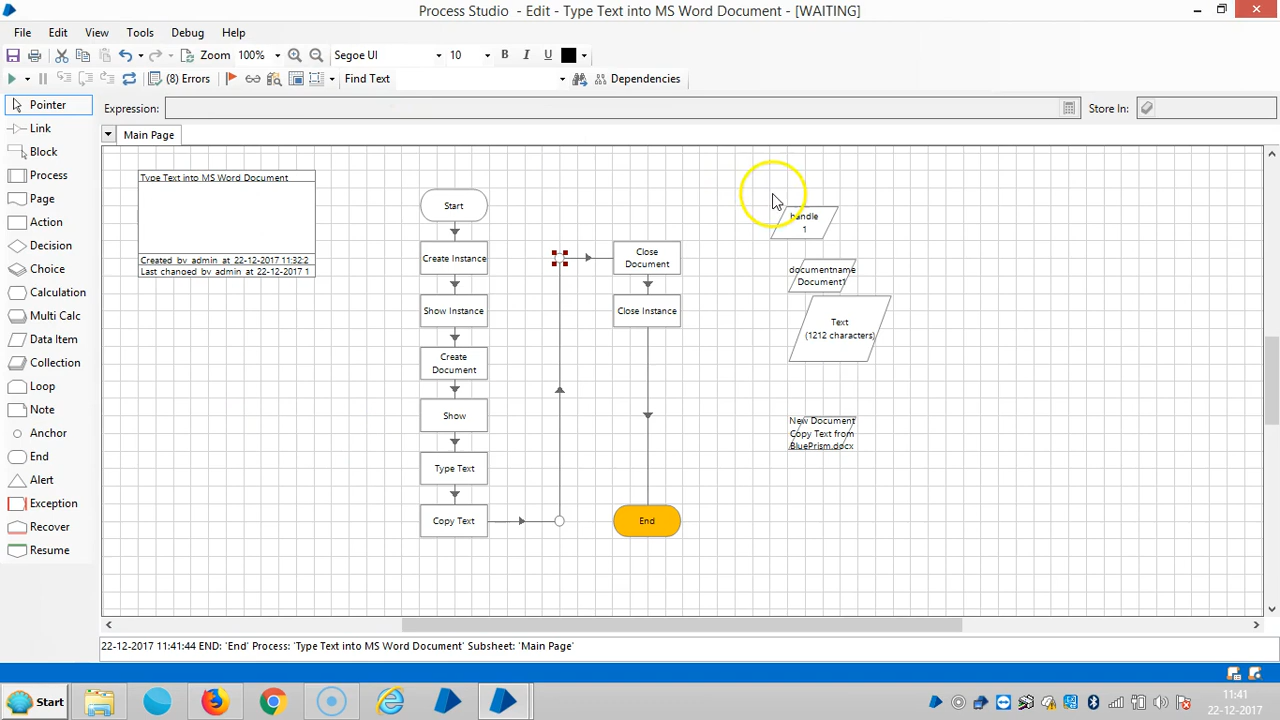 Process Studio - Edit - Type Text into MS Word Document - [WAITING]
File Edit View Tools Debug Help
Zoom 100% Segoe UI 10 B I U
(8) Errors Find Text Dependencies
Expression: Store In:
Pointer
Link
Block
Process
Page
Action
Decision
Choice
Calculation
Multi Calc
Data Item
Collection
Loop
Note
Anchor
End
Alert
Exception
Recover
Resume
Main Page
Type Text into MS Word Document
Created by admin at 22-12-2017 11:32:2
Last changed by admin at 22-12-2017 1
Start
Create Instance
Show Instance
Create
Document
Show
Type Text
Copy Text
Close
Document
Close Instance
End
handle
1
documentname
Document1
Text
(1212 characters)
New Document
Copy Text from
BluePrism.docx
22-12-2017 11:41:44 END: 'End' Process: 'Type Text into MS Word Document' Subsheet: 'Main Page'
Start
11:41
22-12-2017